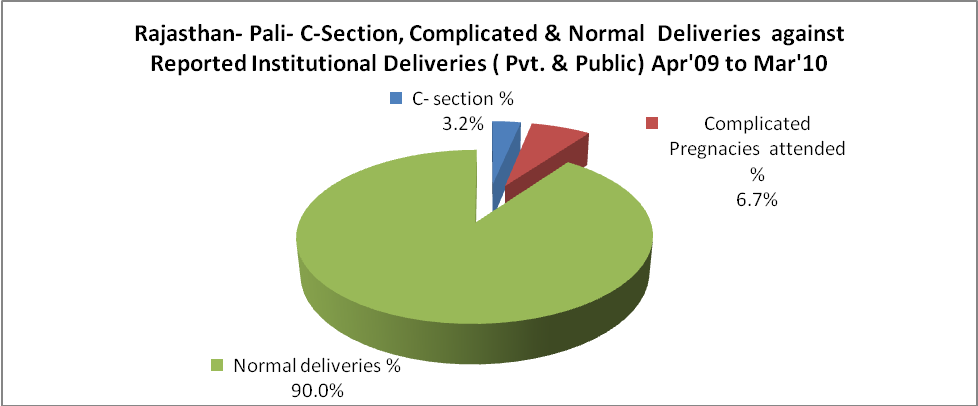 Rajasthan- Pali- C-Section, Complicated & Normal Deliveries against
Reported Institutional Deliveries ( Pvt. & Public) Apr'09 to Mar'10
C- section %
3.2%
Complicated
Pregnacies attended
%
6.7%
Normal deliveries %
90.0%